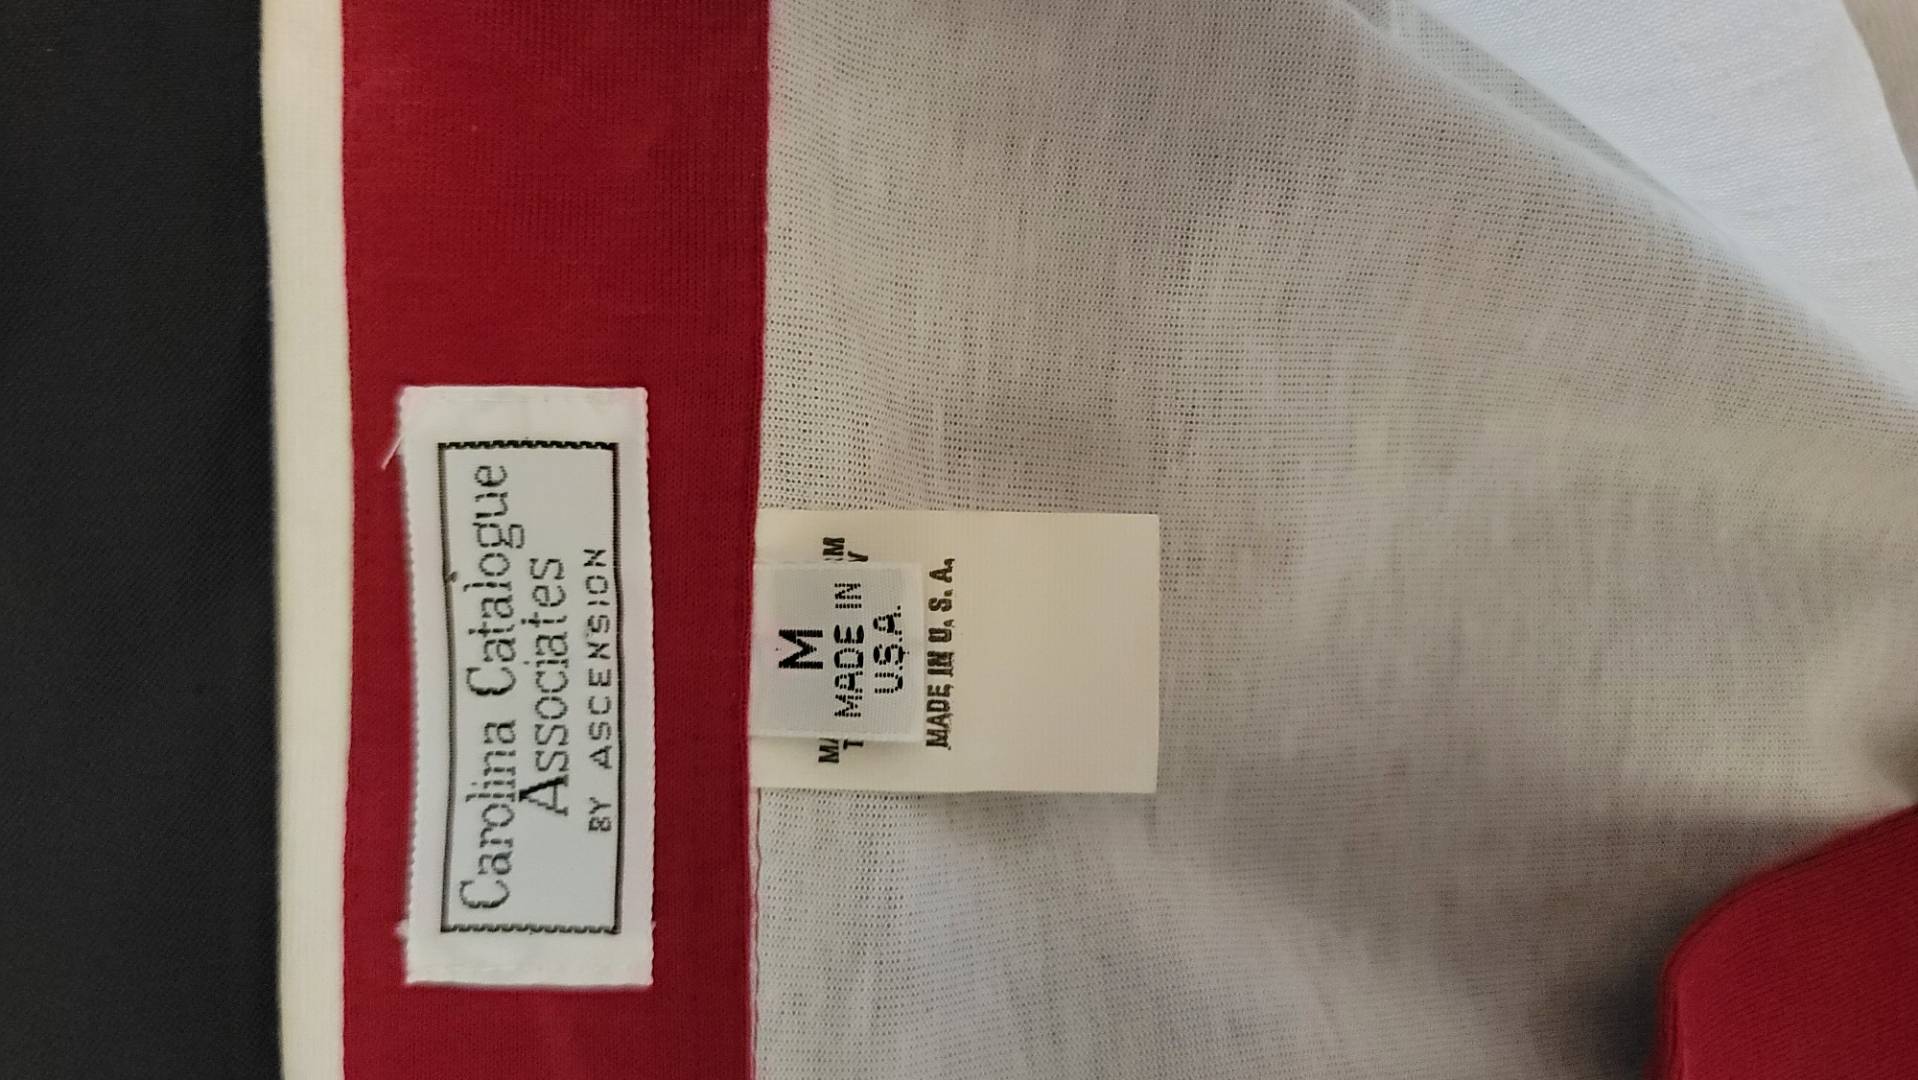 Carolina Catalogue
Associates
BY ASCENSION
M
MADE IN
U.S.A.
MADE IN U.S.A.